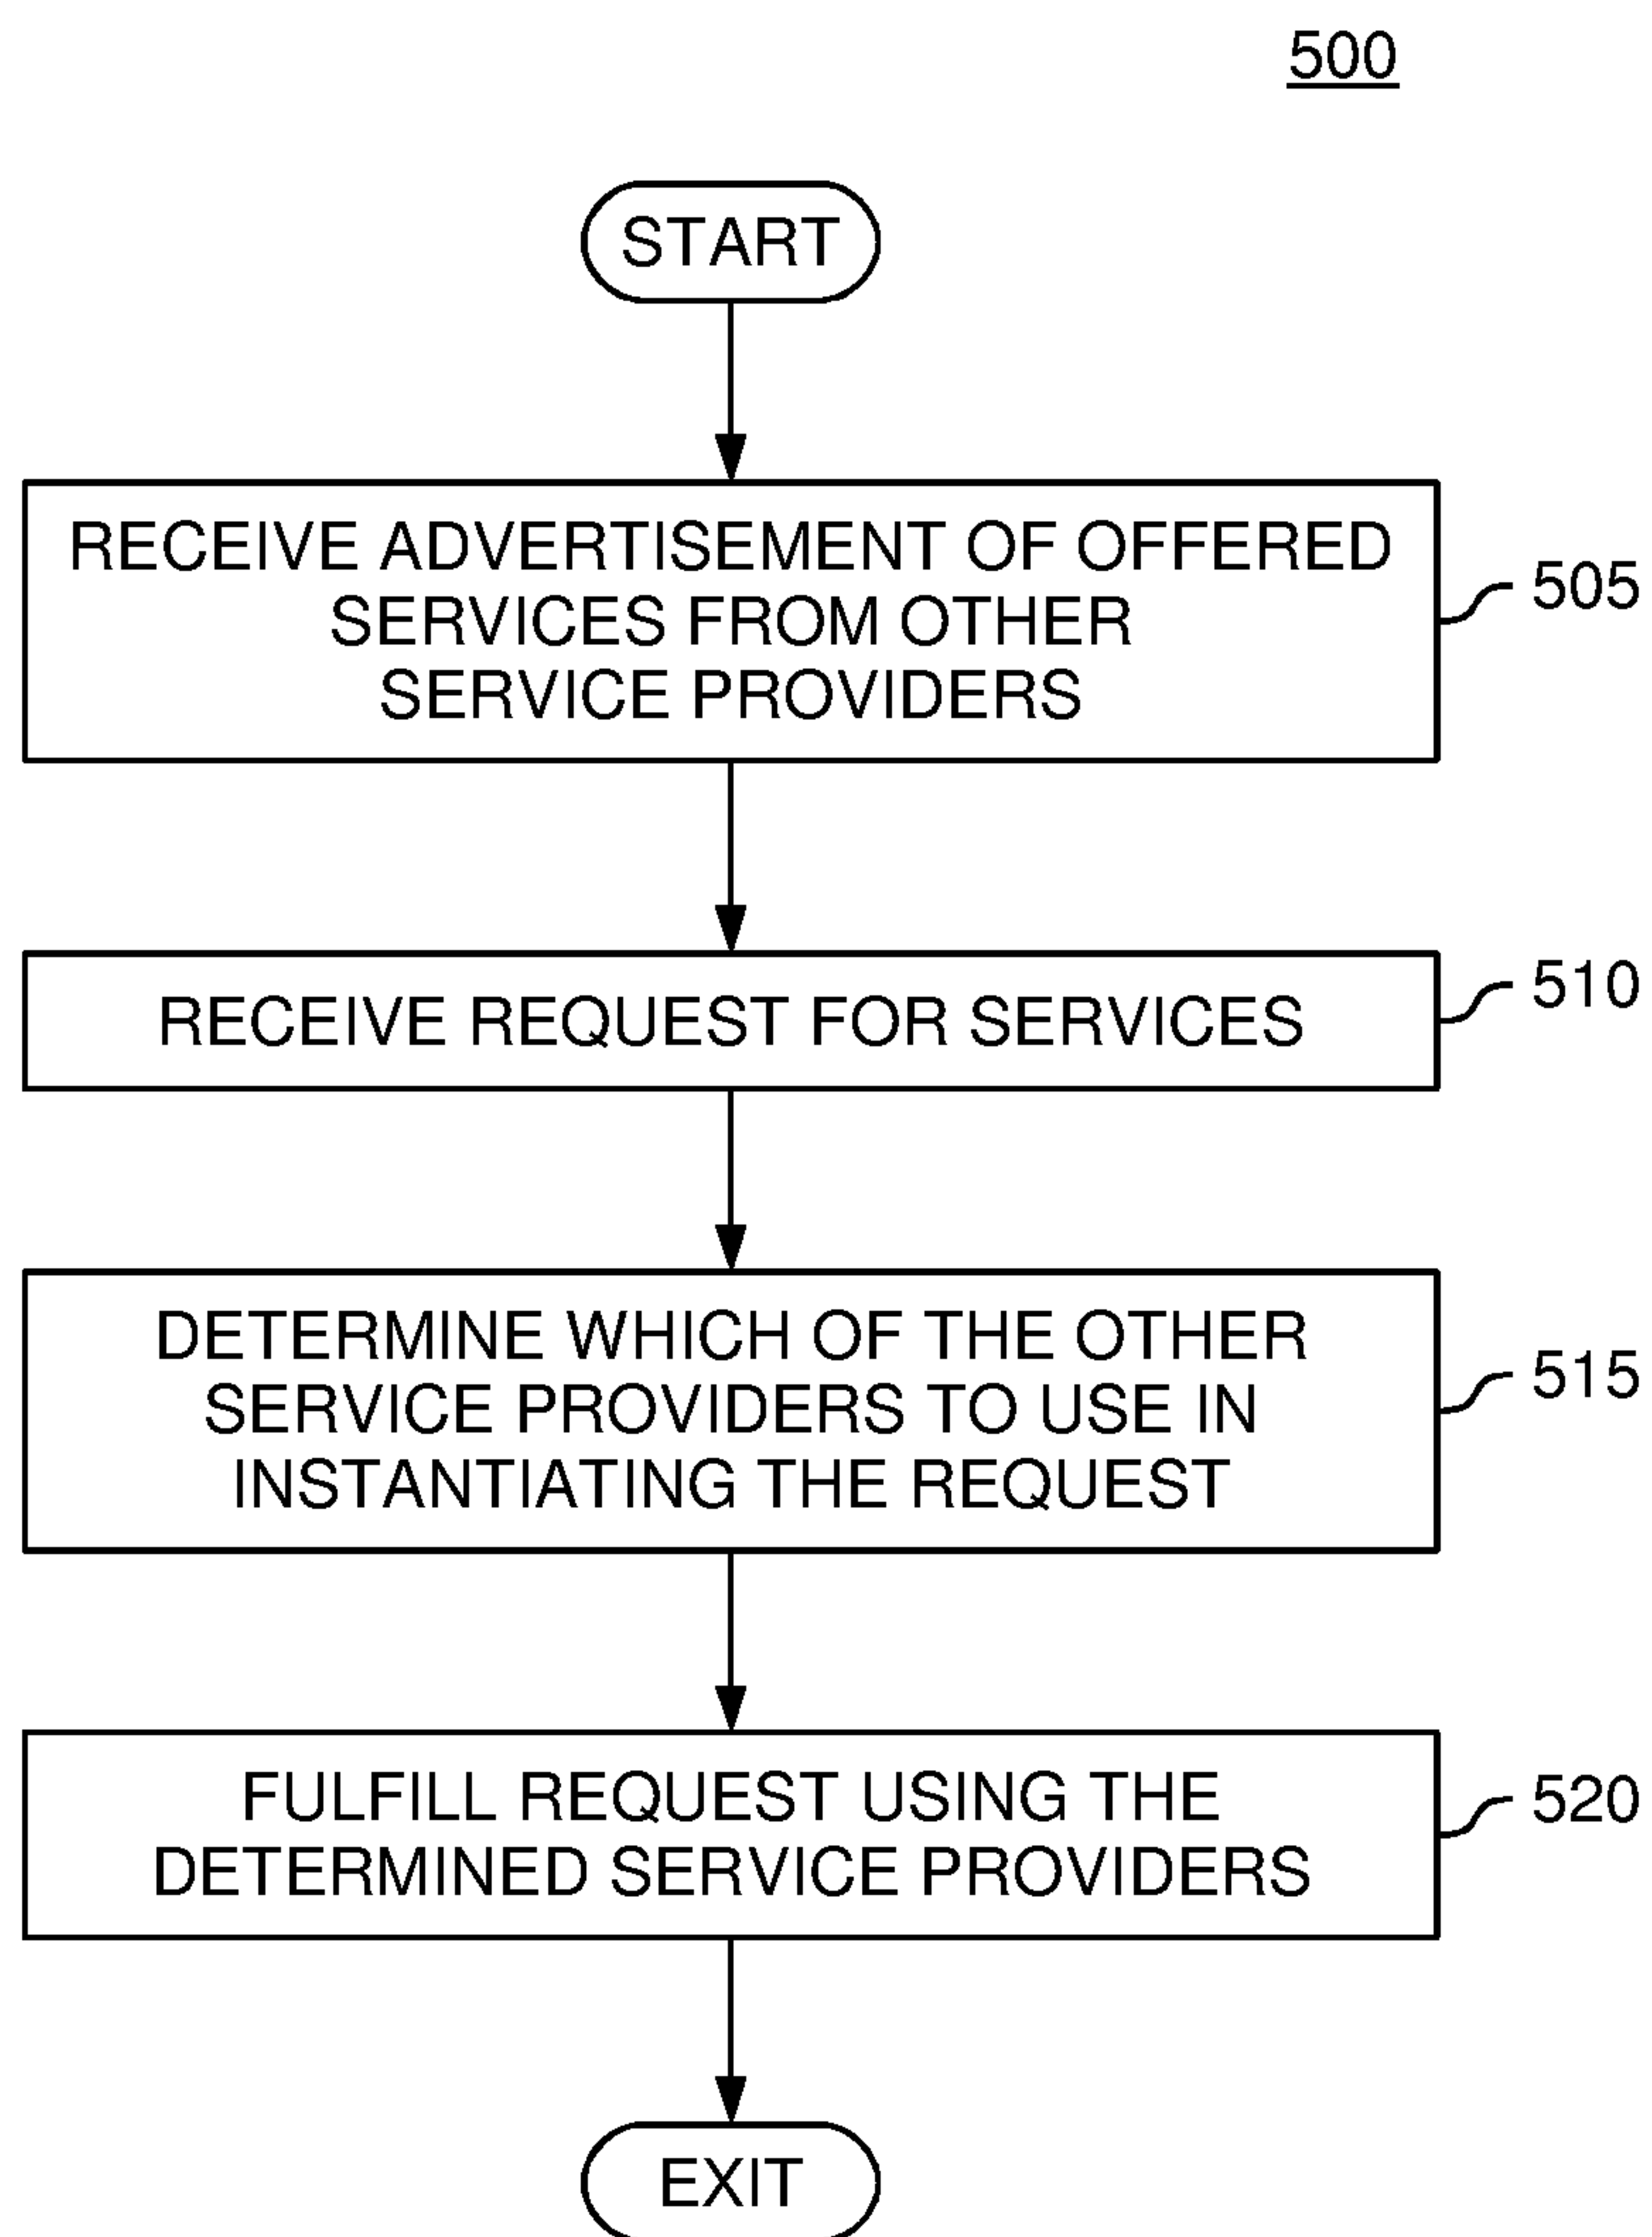 500
START
RECEIVE ADVERTISEMENT OF OFFERED
SERVICES FROM OTHER
SERVICE PROVIDERS
505
RECEIVE REQUEST FOR SERVICES
510
DETERMINE WHICH OF THE OTHER
SERVICE PROVIDERS TO USE IN
INSTANTIATING THE REQUEST
515
FULFILL REQUEST USING THE
DETERMINED SERVICE PROVIDERS
520
EXIT